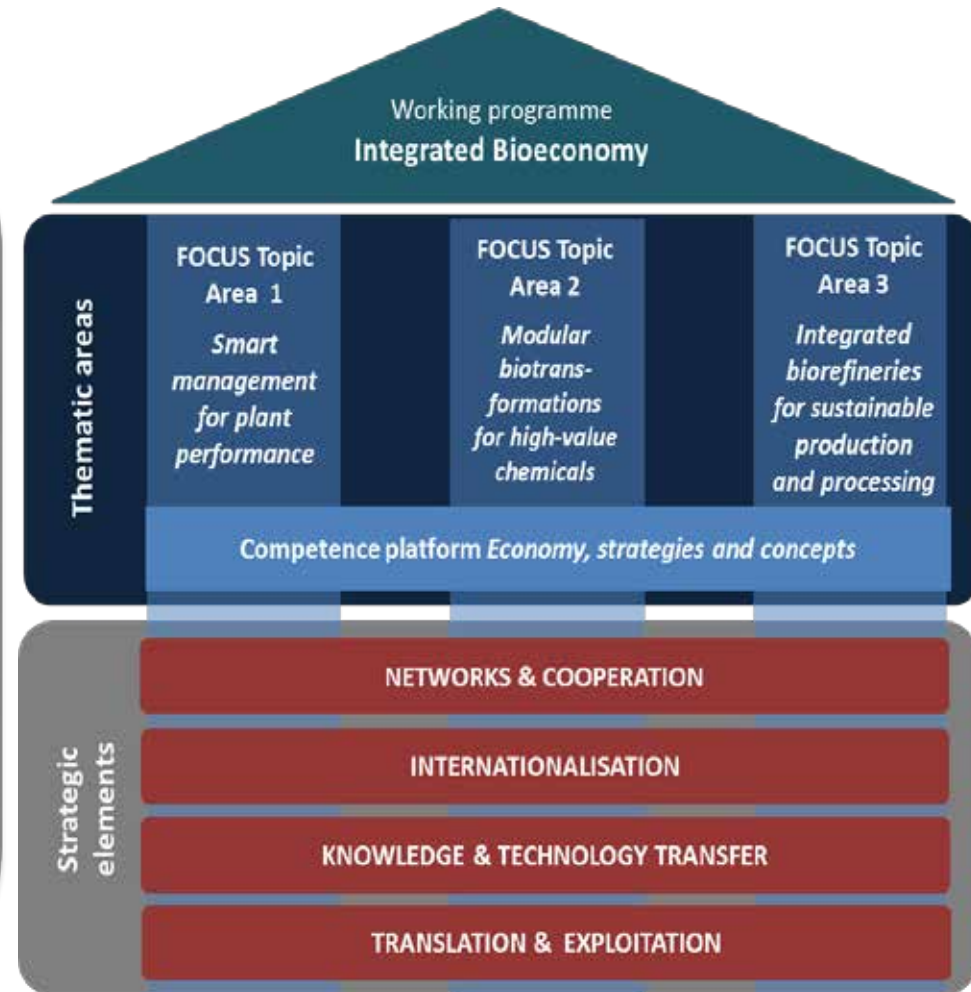 Working programme
Integrated Bioeconomy
Thematic areas
FOCUS Topic
Area 1
Smart
management
for plant
performance
FOCUS Topic
Area 2
Modular
biotrans-
formations
for high-value
chemicals
FOCUS Topic
Area 3
Integrated
biorefineries
for sustainable
production
and processing
Competence platform Economy, strategies and concepts
Strategic
elements
NETWORKS & COOPERATION
INTERNATIONALISATION
KNOWLEDGE & TECHNOLOGY TRANSFER
TRANSLATION & EXPLOITATION